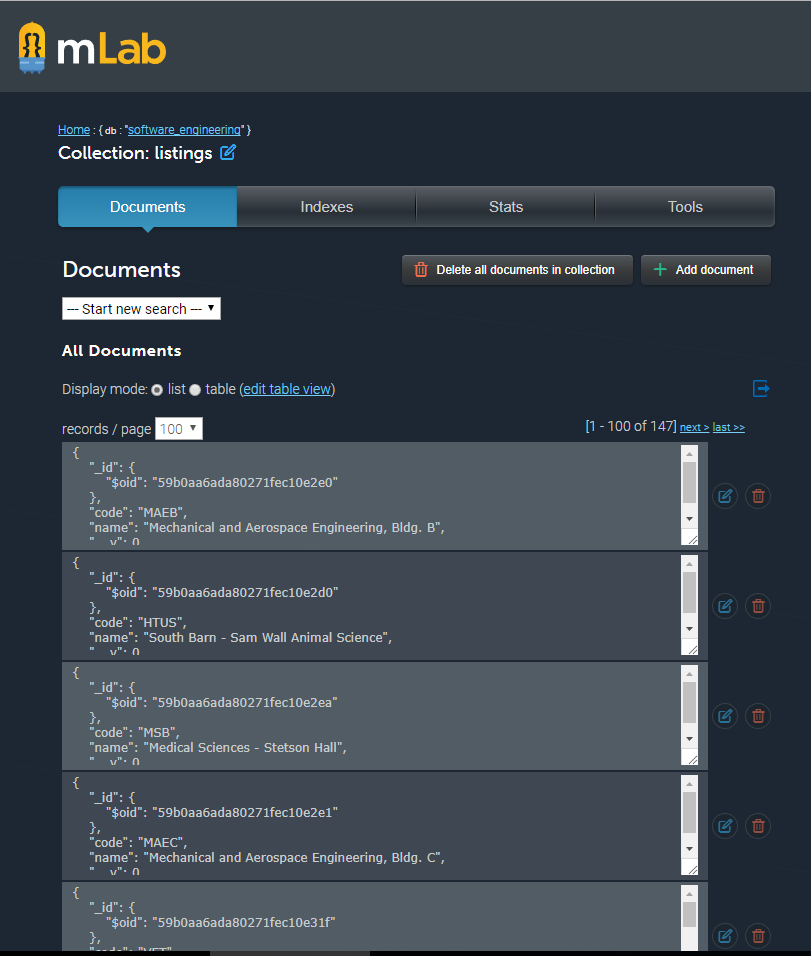 mLab
Home : { db : "software_engineering" }
Collection: listings
Documents Indexes Stats Tools
Documents
Delete all documents in collection
Add document
--- Start new search ---
All Documents
Display mode: list table (edit table view)
records / page 100
[1 - 100 of 147] next > last >>
{
"_id": {
"$oid": "59b0aa6ada80271fec10e2e0"
},
"code": "MAEB",
"name": "Mechanical and Aerospace Engineering, Bldg. B",
"__v": 0
{
"_id": {
"$oid": "59b0aa6ada80271fec10e2d0"
},
"code": "HTUS",
"name": "South Barn - Sam Wall Animal Science",
"__v": 0
{
"_id": {
"$oid": "59b0aa6ada80271fec10e2ea"
},
"code": "MSB",
"name": "Medical Sciences - Stetson Hall",
"__v": 0
{
"_id": {
"$oid": "59b0aa6ada80271fec10e2e1"
},
"code": "MAEC",
"name": "Mechanical and Aerospace Engineering, Bldg. C",
"__v": 0
{
"_id": {
"$oid": "59b0aa6ada80271fec10e31f"
},